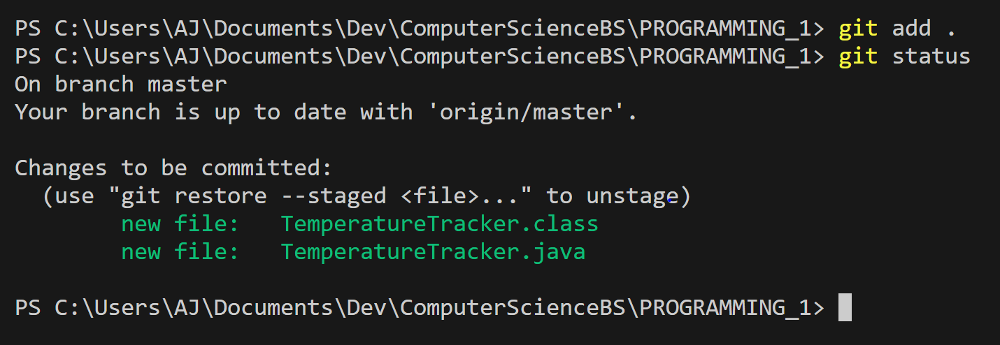 PS C:\Users\AJ\Documents\Dev\ComputerScienceBS\PROGRAMMING_1> git add .
PS C:\Users\AJ\Documents\Dev\ComputerScienceBS\PROGRAMMING_1> git status
On branch master
Your branch is up to date with 'origin/master'.
Changes to be committed:
  (use "git restore --staged <file>..." to unstage)
        new file:   TemperatureTracker.class
        new file:   TemperatureTracker.java
PS C:\Users\AJ\Documents\Dev\ComputerScienceBS\PROGRAMMING_1>